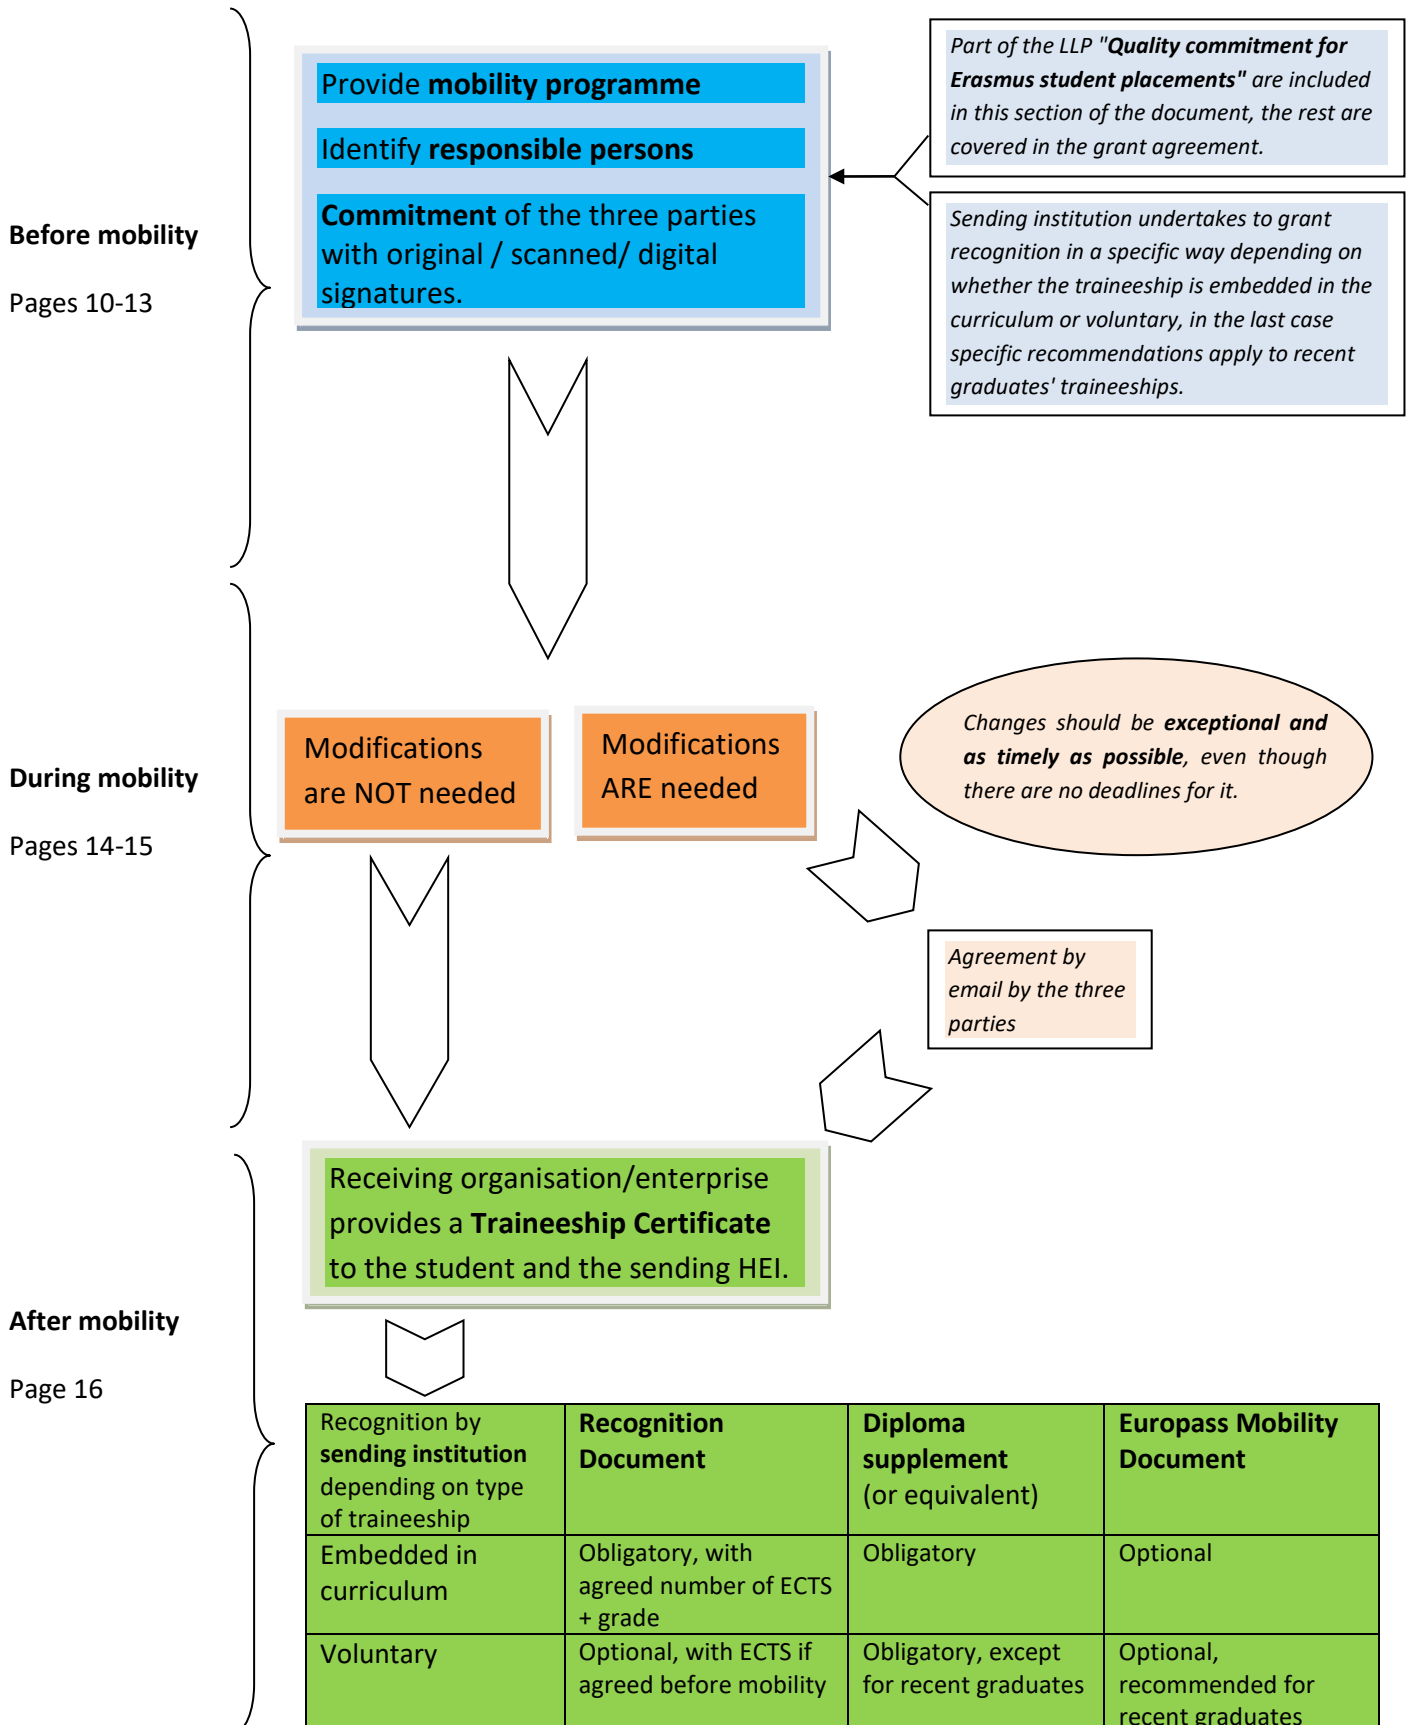 Provide mobility programme
Identify responsible persons
Commitment of the three parties
with original / scanned/ digital
signatures.
Part of the LLP "Quality commitment for
Erasmus student placements" are included
in this section of the document, the rest are
covered in the grant agreement.
Sending institution undertakes to grant
recognition in a specific way depending on
whether the traineeship is embedded in the
curriculum or voluntary, in the last case
specific recommendations apply to recent
graduates' traineeships.
Before mobility
Pages 10-13
Modifications
are NOT needed
Modifications
ARE needed
Changes should be exceptional and
as timely as possible, even though
there are no deadlines for it.
During mobility
Pages 14-15
Agreement by
email by the three
parties
Receiving organisation/enterprise
provides a Traineeship Certificate
to the student and the sending HEI.
After mobility
Page 16
Recognition by
sending institution
depending on type
of traineeship
Recognition
Document
Diploma
supplement
(or equivalent)
Europass Mobility
Document
Embedded in
curriculum
Obligatory, with
agreed number of ECTS
+ grade
Obligatory
Optional
Voluntary
Optional, with ECTS if
agreed before mobility
Obligatory, except
for recent graduates
Optional,
recommended for
recent graduates